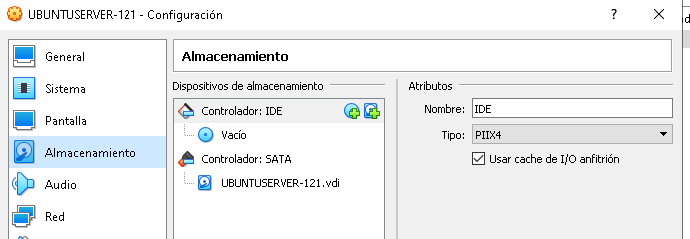 UBUNTUSERVER-121 - Configuración
?
General
Sistema
Pantalla
Almacenamiento
Audio
Red
Almacenamiento
Dispositivos de almacenamiento
Controlador: IDE
Vacío
Controlador: SATA
UBUNTUSERVER-121.vdi
Atributos
Nombre: IDE
Tipo: PIIX4
Usar cache de I/O anfitrión